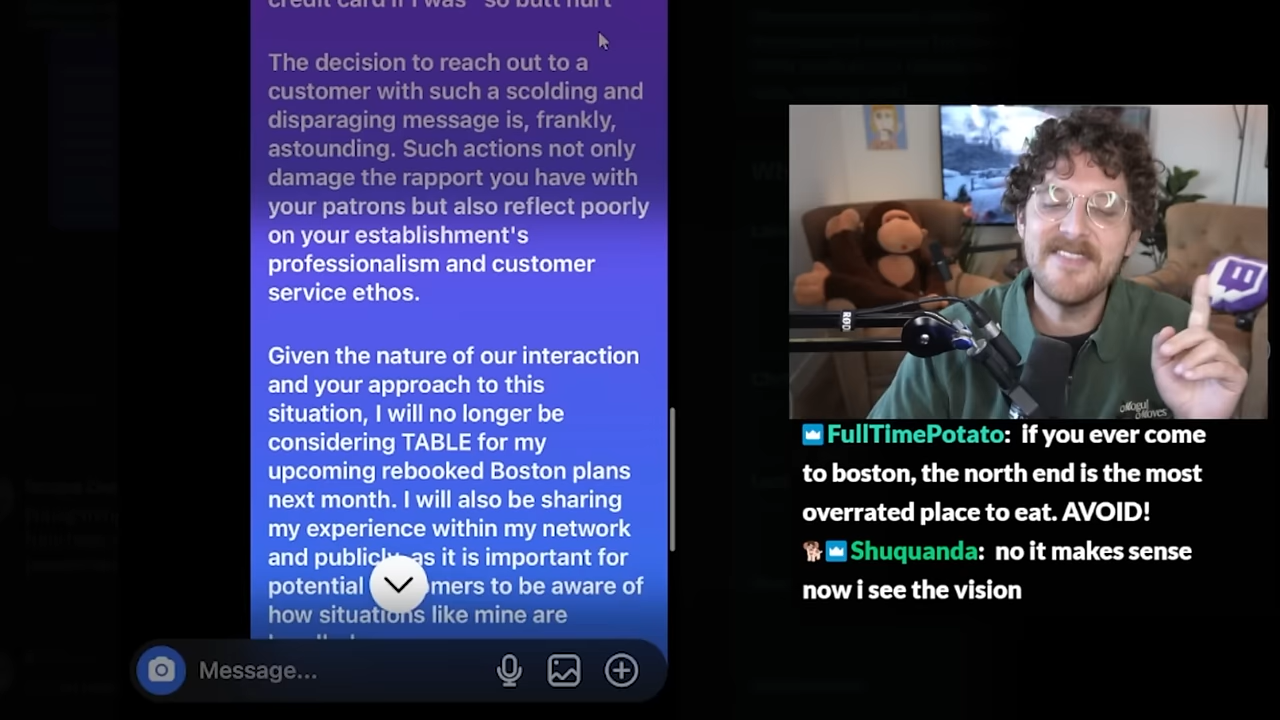 credit card if I was "so butt hurt"
The decision to reach out to a
customer with such a scolding and
disparaging message is, frankly,
astounding. Such actions not only
damage the rapport you have with
your patrons but also reflect poorly
on your establishment's
professionalism and customer
service ethos.
Given the nature of our interaction
and your approach to this
situation, I will no longer be
considering TABLE for my
upcoming rebooked Boston plans
next month. I will also be sharing
my experience within my network
and publicly, as it is important for
potential mers to be aware of
how situations like mine are
Message...
RØD
FullTimePotato: if you ever come
to boston, the north end is the most
overrated place to eat. AVOID!
Shuquanda: no it makes sense
now i see the vision